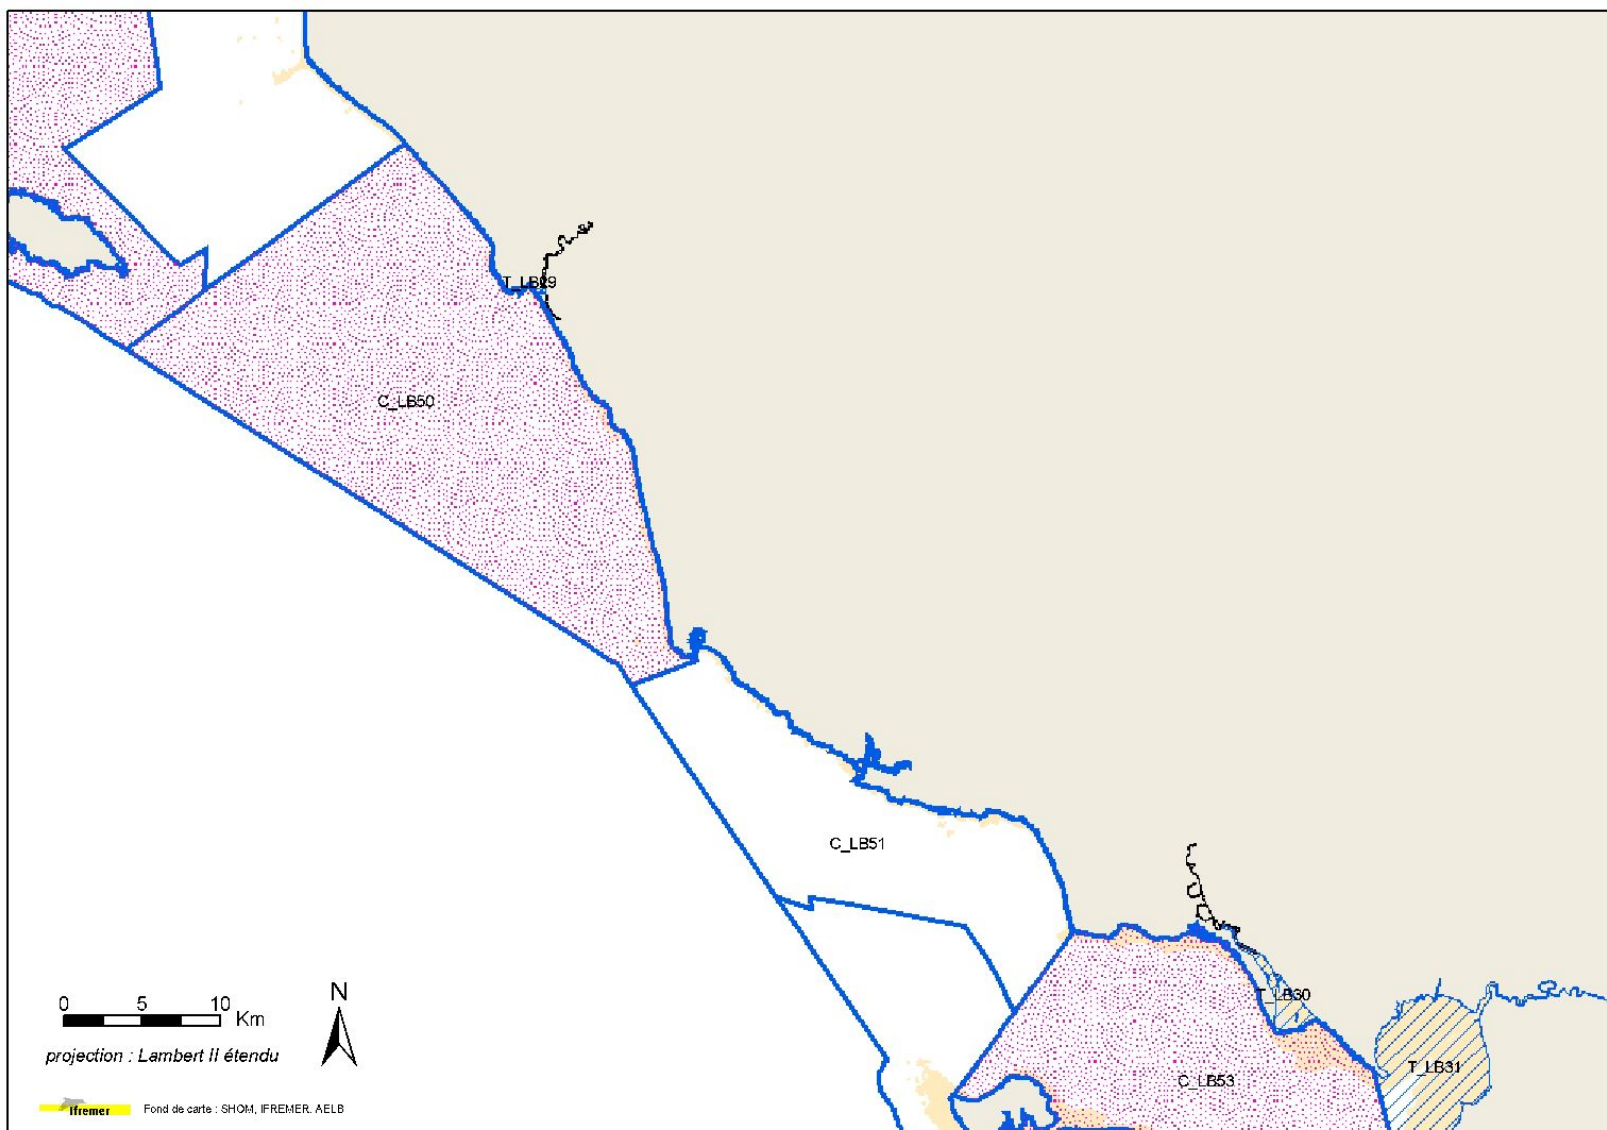 T_LB29
C_LB50
C_LB51
T_LB30
T_LB31
C_LB53
0 5 10 Km
N
projection : Lambert II étendu
Ifremer
Fond de carte : SHOM, IFREMER. AELB